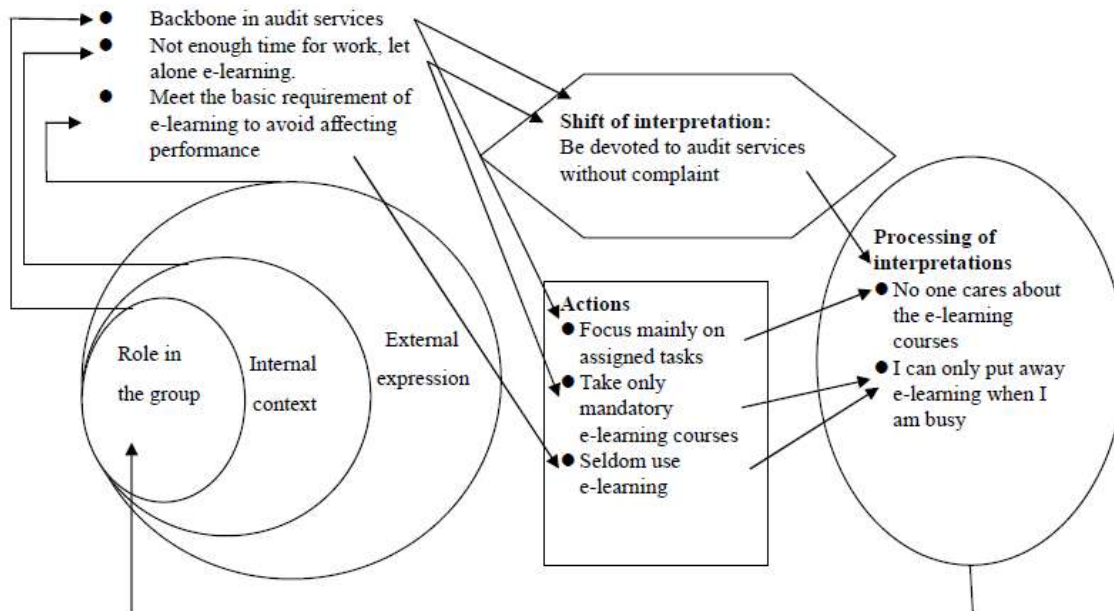 ● Backbone in audit services
● Not enough time for work, let
alone e-learning.
● Meet the basic requirement of
e-learning to avoid affecting
performance
Shift of interpretation:
Be devoted to audit services
without complaint
Role in
the group
Internal
context
External
expression
Actions
● Focus mainly on
assigned tasks
● Take only
mandatory
e-learning courses
● Seldom use
e-learning
Processing of
interpretations
● No one cares about
the e-learning
courses
● I can only put away
e-learning when I
am busy